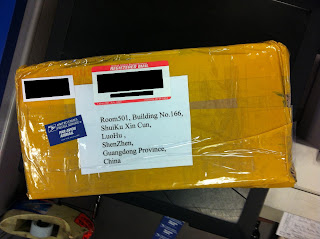 REGISTERED MAIL
Room501, Building No.166,
ShuiKu Xin Cun,
LuoHu ,
ShenZhen,
Guangdong Province,
China